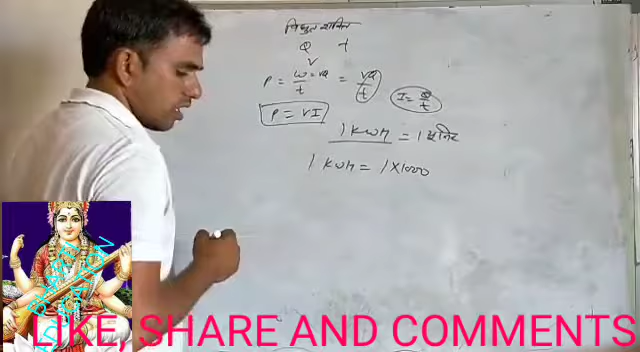 विद्युत शक्ति
Q t
V
P = W = VQ / t = VQ / t
I = Q / t
P = VI
1 KWH = 1 यूनिट
1 KWH = 1 X 1000
LIKE, SHARE AND COMMENTS